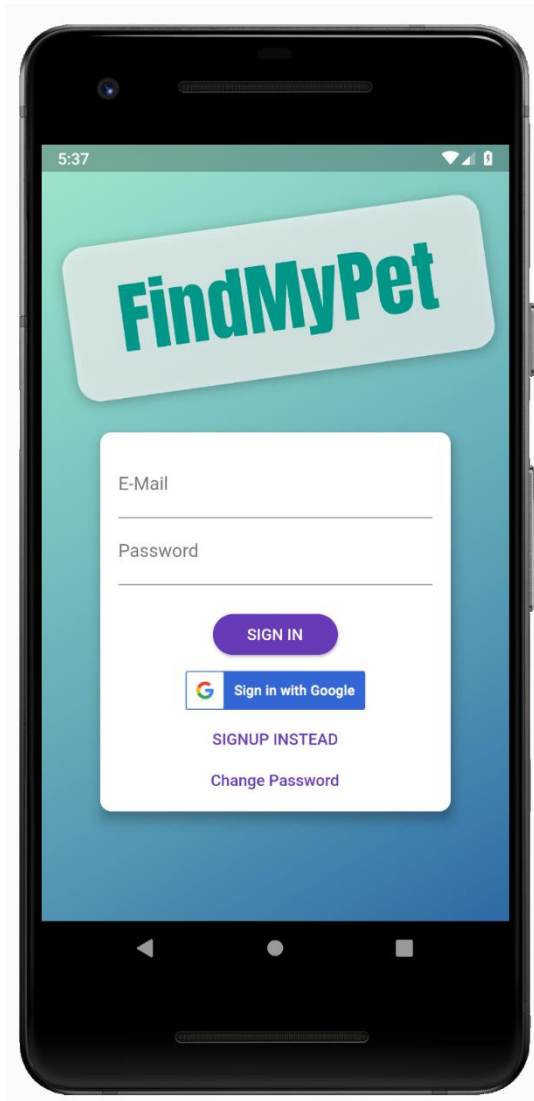 5:37
FindMyPet
E-Mail
Password
SIGN IN
G Sign in with Google
SIGNUP INSTEAD
Change Password